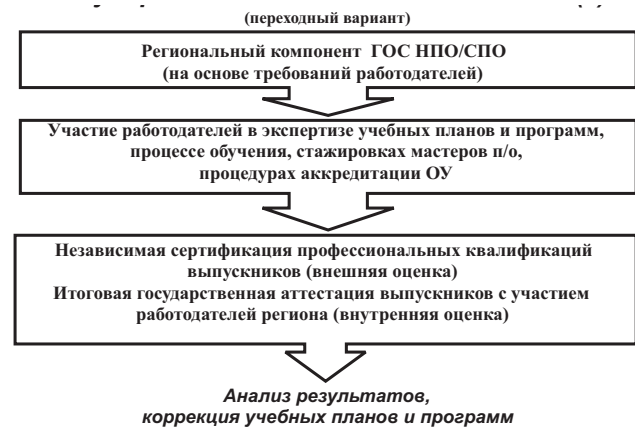 (переходный вариант)
Региональный компонент ГОС НПО/СПО
(на основе требований работодателей)
Участие работодателей в экспертизе учебных планов и программ,
процессе обучения, стажировках мастеров п/о,
процедурах аккредитации ОУ
Независимая сертификация профессиональных квалификаций
выпускников (внешняя оценка)
Итоговая государственная аттестация выпускников с участием
работодателей региона (внутренняя оценка)
Анализ результатов,
коррекция учебных планов и программ